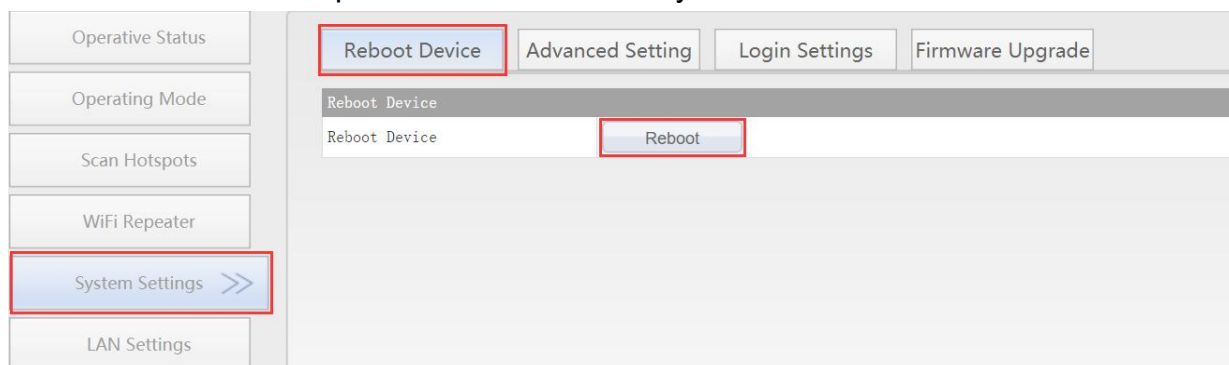 Operative Status
Operating Mode
Scan Hotspots
WiFi Repeater
System Settings >>
LAN Settings
Reboot Device Advanced Setting Login Settings Firmware Upgrade
Reboot Device
Reboot Device Reboot